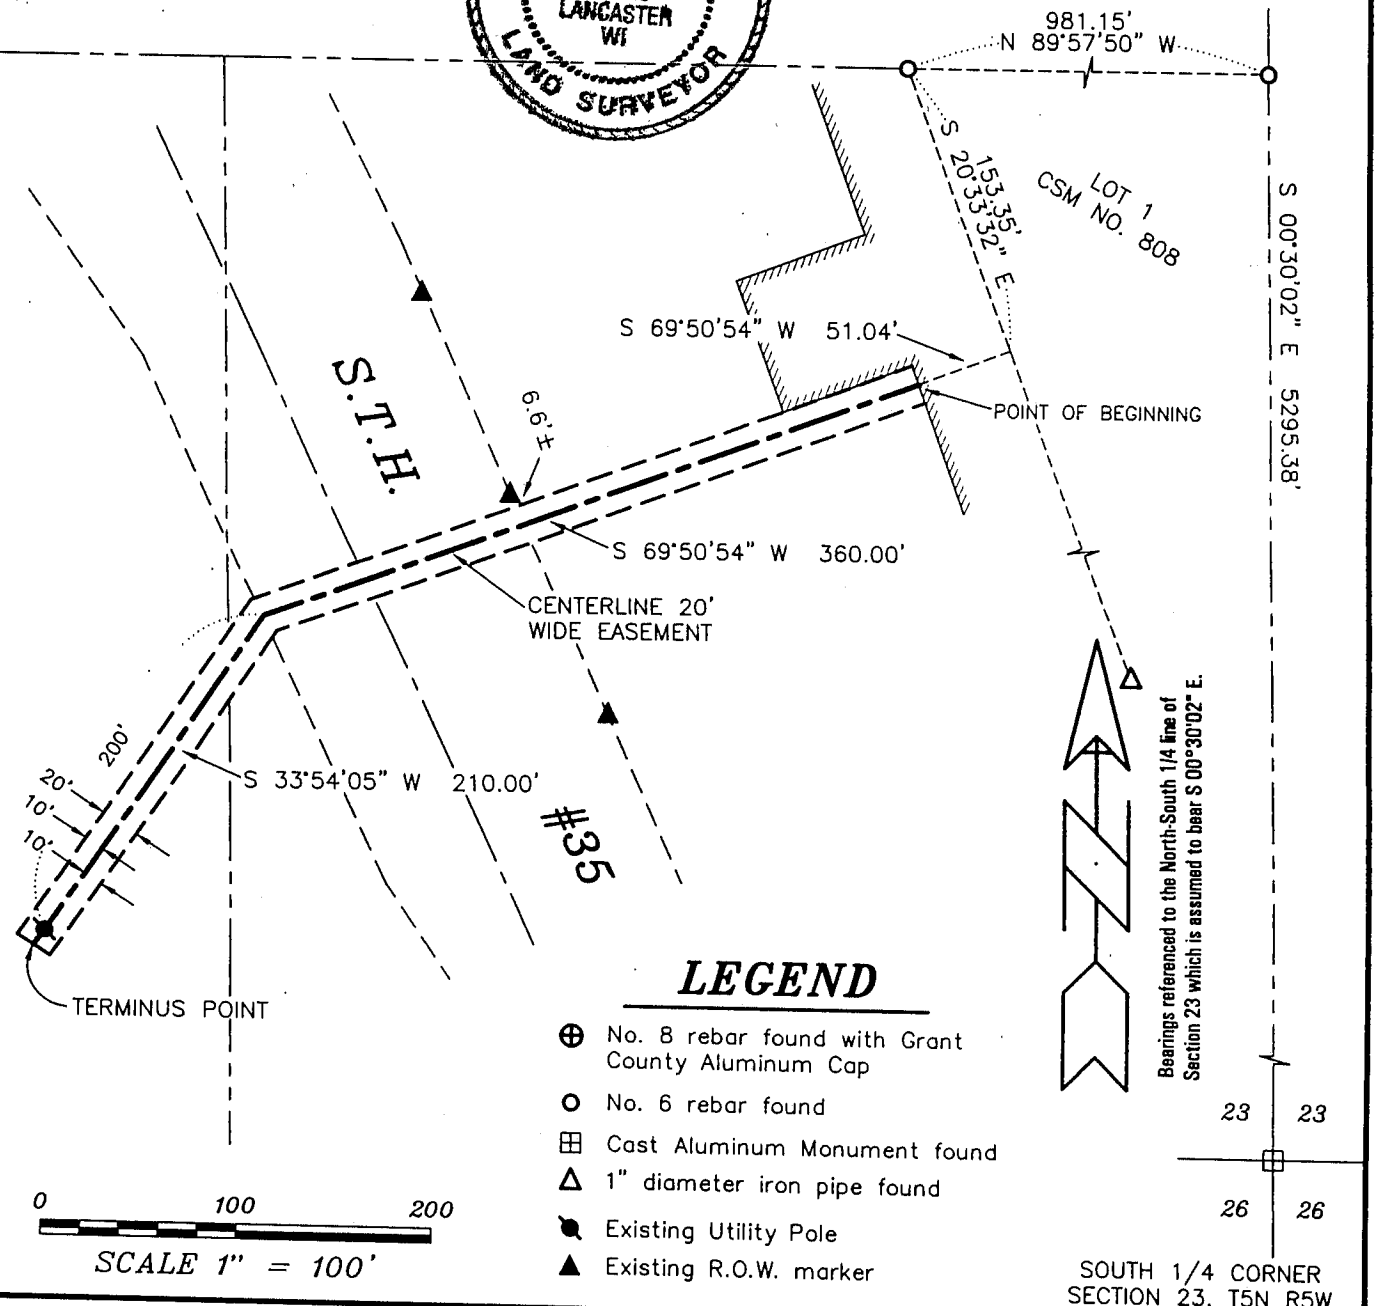 LANCASTER
WI
LAND SURVEYOR
981.15'
N 89°57'50" W
S 20°33'32" E
153.35'
LOT 1
CSM NO. 808
S 00°30'02" E 5295.38'
S 69°50'54" W 51.04'
POINT OF BEGINNING
S.T.H.
6.6'±
S 69°50'54" W 360.00'
CENTERLINE 20'
WIDE EASEMENT
200'
20'
10'
10'
S 33°54'05" W 210.00'
#35
TERMINUS POINT
Bearings referenced to the North-South 1/4 line of
Section 23 which is assumed to bear S 00°30'02" E.
LEGEND
No. 8 rebar found with Grant
County Aluminum Cap
No. 6 rebar found
Cast Aluminum Monument found
1" diameter iron pipe found
Existing Utility Pole
Existing R.O.W. marker
0 100 200
SCALE 1" = 100'
23 23
26 26
SOUTH 1/4 CORNER
SECTION 23, T5N R5W